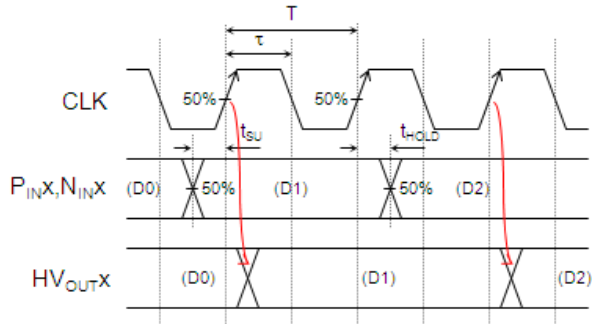 T
τ
CLK
50%
50%
tSU
tHOLD
PINx,NINx
(D0)
50%
(D1)
50%
(D2)
HVOUTx
(D0)
(D1)
(D2)